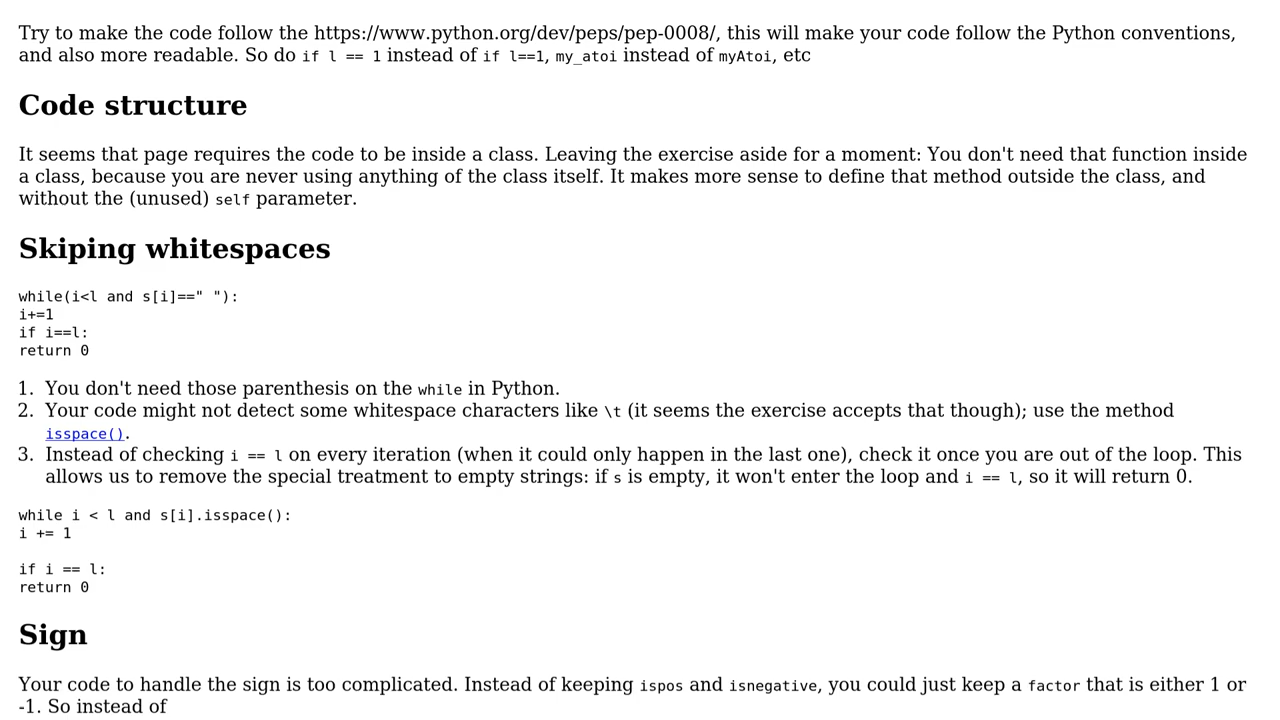 Try to make the code follow the https://www.python.org/dev/peps/pep-0008/, this will make your code follow the Python conventions,
and also more readable. So do if l == 1 instead of if l==1, my_atoi instead of myAtoi, etc
Code structure
It seems that page requires the code to be inside a class. Leaving the exercise aside for a moment: You don't need that function inside
a class, because you are never using anything of the class itself. It makes more sense to define that method outside the class, and
without the (unused) self parameter.
Skiping whitespaces
while(i<l and s[i]==" "):
i+=1
if i==l:
return 0
1. You don't need those parenthesis on the while in Python.
2. Your code might not detect some whitespace characters like \t (it seems the exercise accepts that though); use the method
isspace().
3. Instead of checking i == l on every iteration (when it could only happen in the last one), check it once you are out of the loop. This
allows us to remove the special treatment to empty strings: if s is empty, it won't enter the loop and i == l, so it will return 0.
while i < l and s[i].isspace():
i += 1
if i == l:
return 0
Sign
Your code to handle the sign is too complicated. Instead of keeping ispos and isnegative, you could just keep a factor that is either 1 or
-1. So instead of